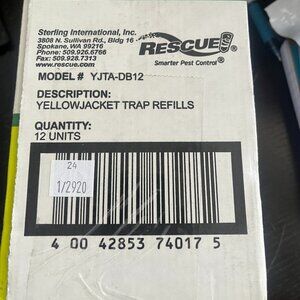 Sterling International, Inc.
3808 N. Sullivan Rd., Bldg 16
Spokane, WA 99216
Phone: 509.926.6766
Fax: 509.928.7313
www.rescue.com
RESCUE!
Smarter Pest Control®
MODEL # YJTA-DB12
DESCRIPTION:
YELLOWJACKET TRAP REFILLS
QUANTITY:
12 UNITS
24
1/2920
4 00 42853 74017 5